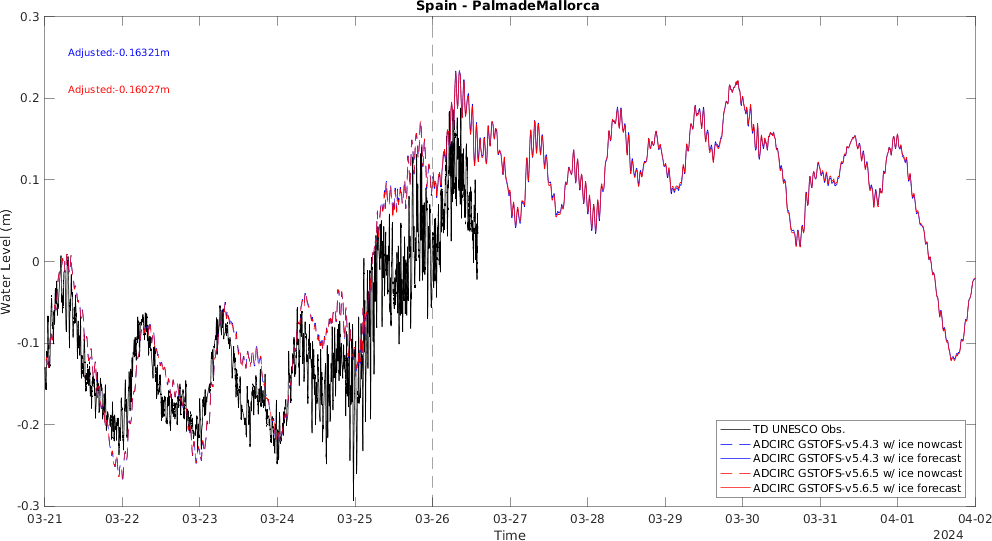 Spain - PalmadeMallorca
0.3
0.2
0.1
0
-0.1
-0.2
-0.3
Water Level (m)
Adjusted:-0.16321m
Adjusted:-0.16027m
TD UNESCO Obs.
ADCIRC GSTOFS-v5.4.3 w/ ice nowcast
ADCIRC GSTOFS-v5.4.3 w/ ice forecast
ADCIRC GSTOFS-v5.6.5 w/ ice nowcast
ADCIRC GSTOFS-v5.6.5 w/ ice forecast
03-21 03-22 03-23 03-24 03-25 03-26 03-27 03-28 03-29 03-30 03-31 04-01 04-02
Time
2024